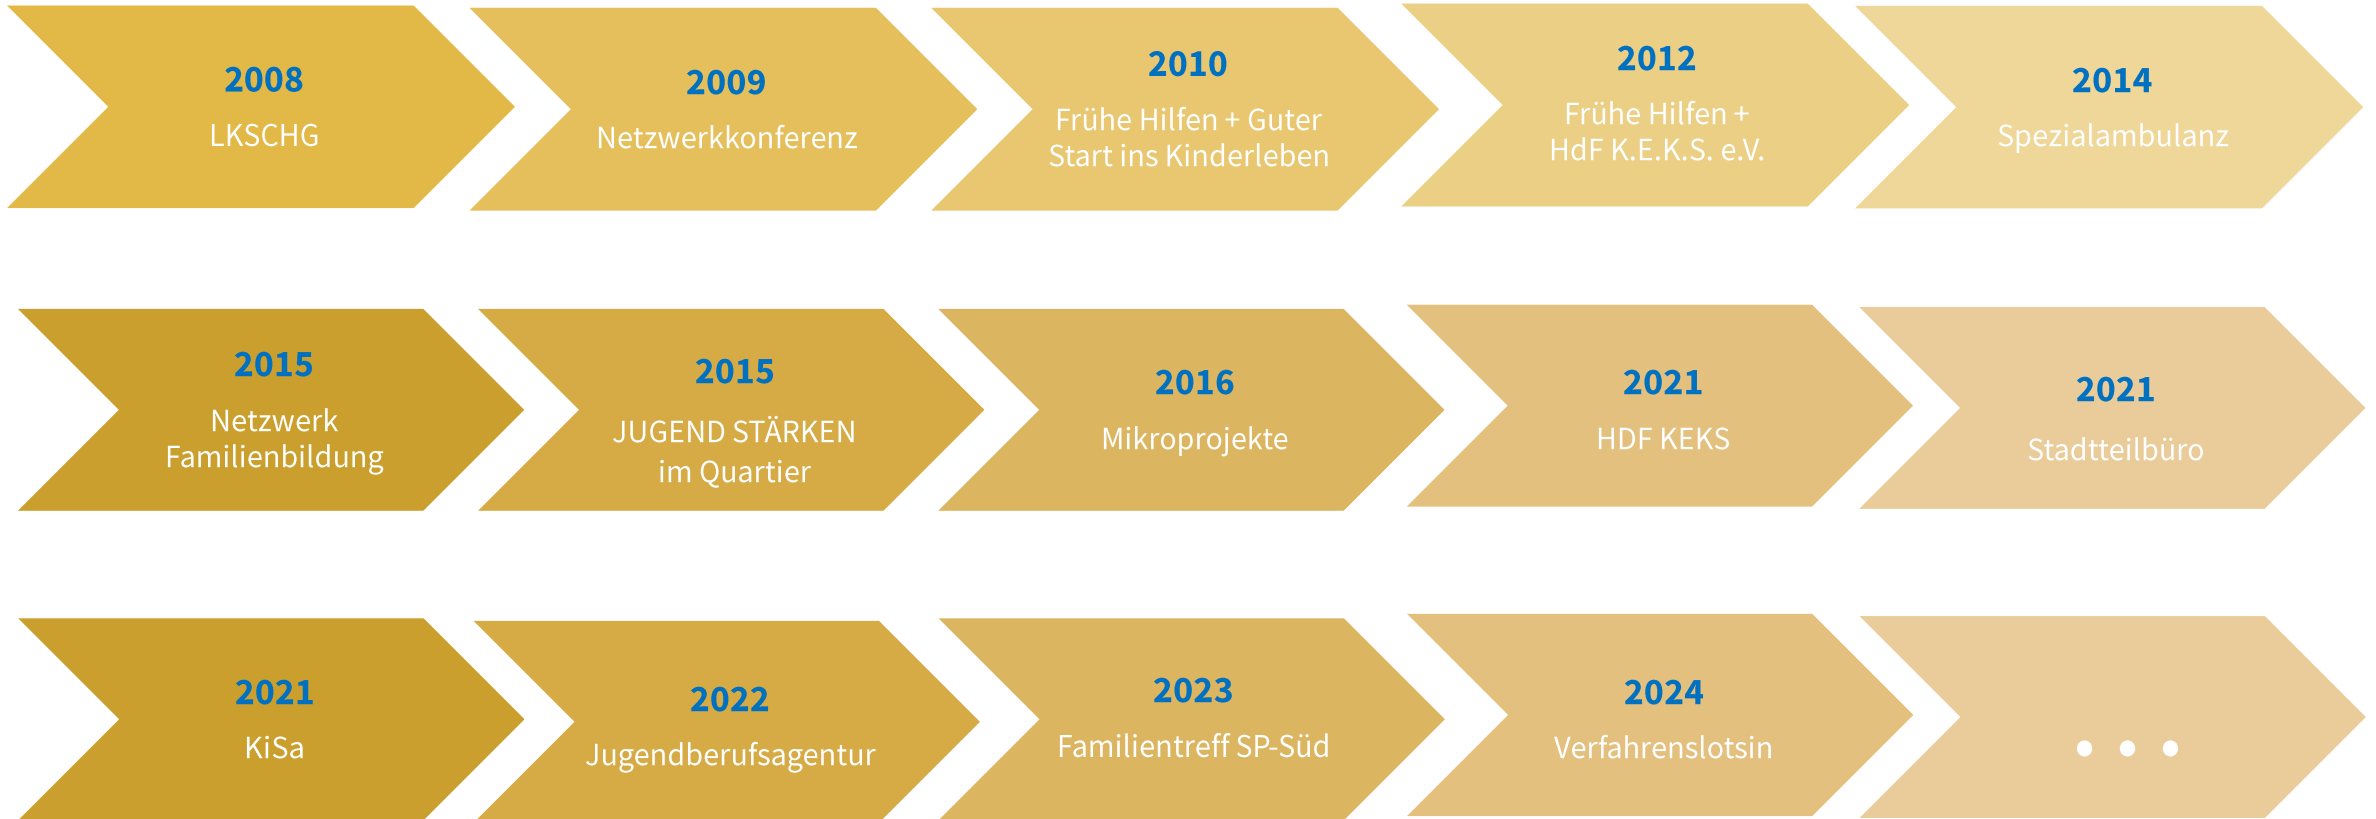 2008
LKSCHG
2009
Netzwerkkonferenz
2010
Frühe Hilfen + Guter
Start ins Kinderleben
2012
Frühe Hilfen +
HdF K.E.K.S. e.V.
2014
Spezialambulanz
2015
Netzwerk
Familienbildung
2015
JUGEND STÄRKEN
im Quartier
2016
Mikroprojekte
2021
HDF KEKS
2021
Stadtteilbüro
2021
KiSa
2022
Jugendberufsagentur
2023
Familientreff SP-Süd
2024
Verfahrenslotsin
• • •